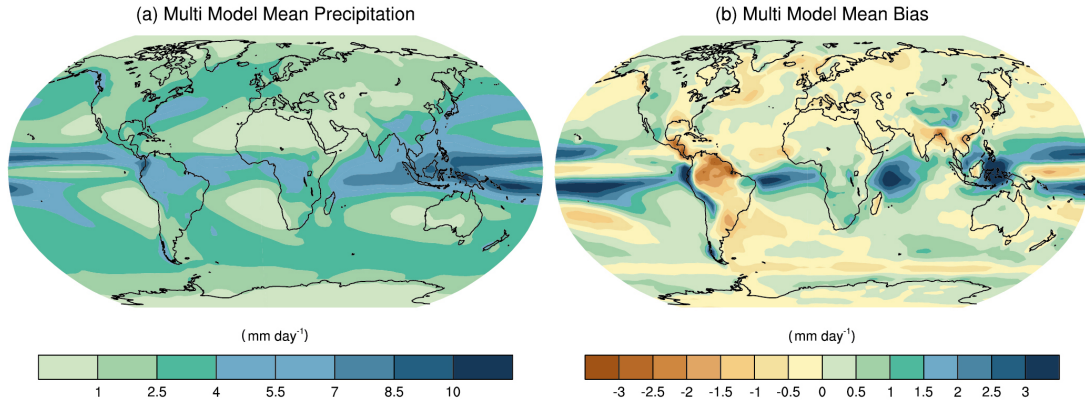 (a) Multi Model Mean Precipitation
(b) Multi Model Mean Bias
(mm day⁻¹)
(mm day⁻¹)
1 2.5 4 5.5 7 8.5 10
-3 -2.5 -2 -1.5 -1 -0.5 0 0.5 1 1.5 2 2.5 3